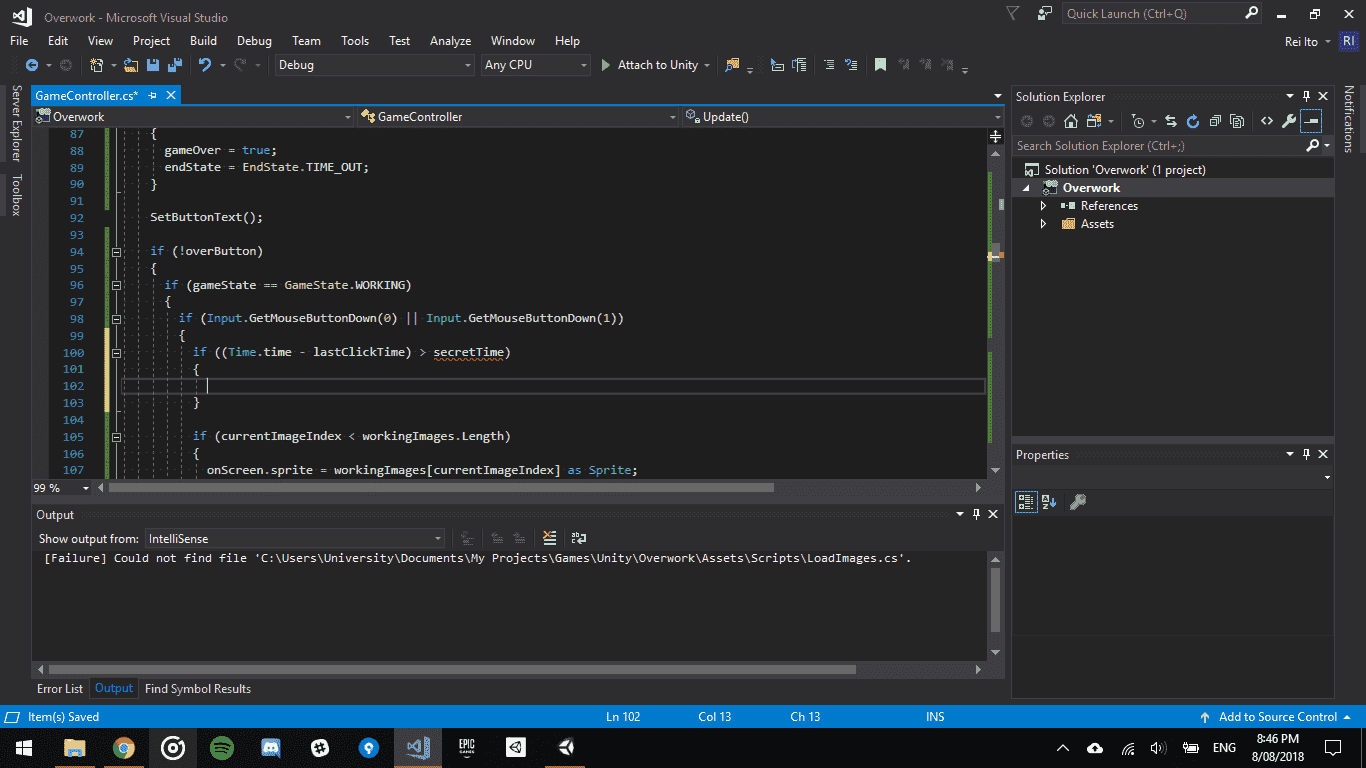 Overwork - Microsoft Visual Studio
Quick Launch (Ctrl+Q)
File Edit View Project Build Debug Team Tools Test Analyze Window Help
Rei Ito RI
Debug Any CPU Attach to Unity
Server Explorer
Toolbox
GameController.cs*
Overwork GameController Update()
87 {
88 gameOver = true;
89 endState = EndState.TIME_OUT;
90 }
91
92 SetButtonText();
93
94 if (!overButton)
95 {
96 if (gameState == GameState.WORKING)
97 {
98 if (Input.GetMouseButtonDown(0) || Input.GetMouseButtonDown(1))
99 {
100 if ((Time.time - lastClickTime) > secretTime)
101 {
102
103 }
104
105 if (currentImageIndex < workingImages.Length)
106 {
107 onScreen.sprite = workingImages[currentImageIndex] as Sprite;
99 %
Output
Show output from: IntelliSense
[Failure] Could not find file 'C:\Users\University\Documents\My Projects\Games\Unity\Overwork\Assets\Scripts\LoadImages.cs'.
Error List Output Find Symbol Results
Solution Explorer
Search Solution Explorer (Ctrl+;)
Solution 'Overwork' (1 project)
Overwork
References
Assets
Properties
Notifications
Item(s) Saved Ln 102 Col 13 Ch 13 INS Add to Source Control
EPIC
GAMES
ENG
8:46 PM
8/08/2018